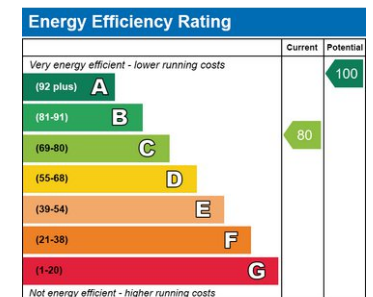 Energy Efficiency Rating
Current Potential
Very energy efficient - lower running costs
(92 plus) A
100
(81-91) B
80
(69-80) C
(55-68) D
(39-54) E
(21-38) F
(1-20) G
Not energy efficient - higher running costs